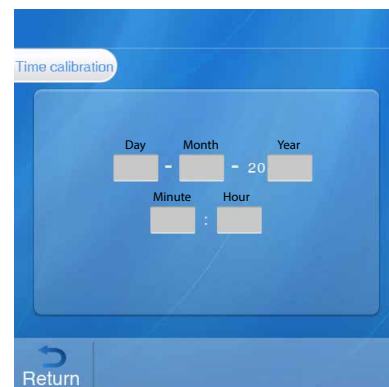 Time calibration
Day Month Year
- - 20
Minute Hour
:
Return